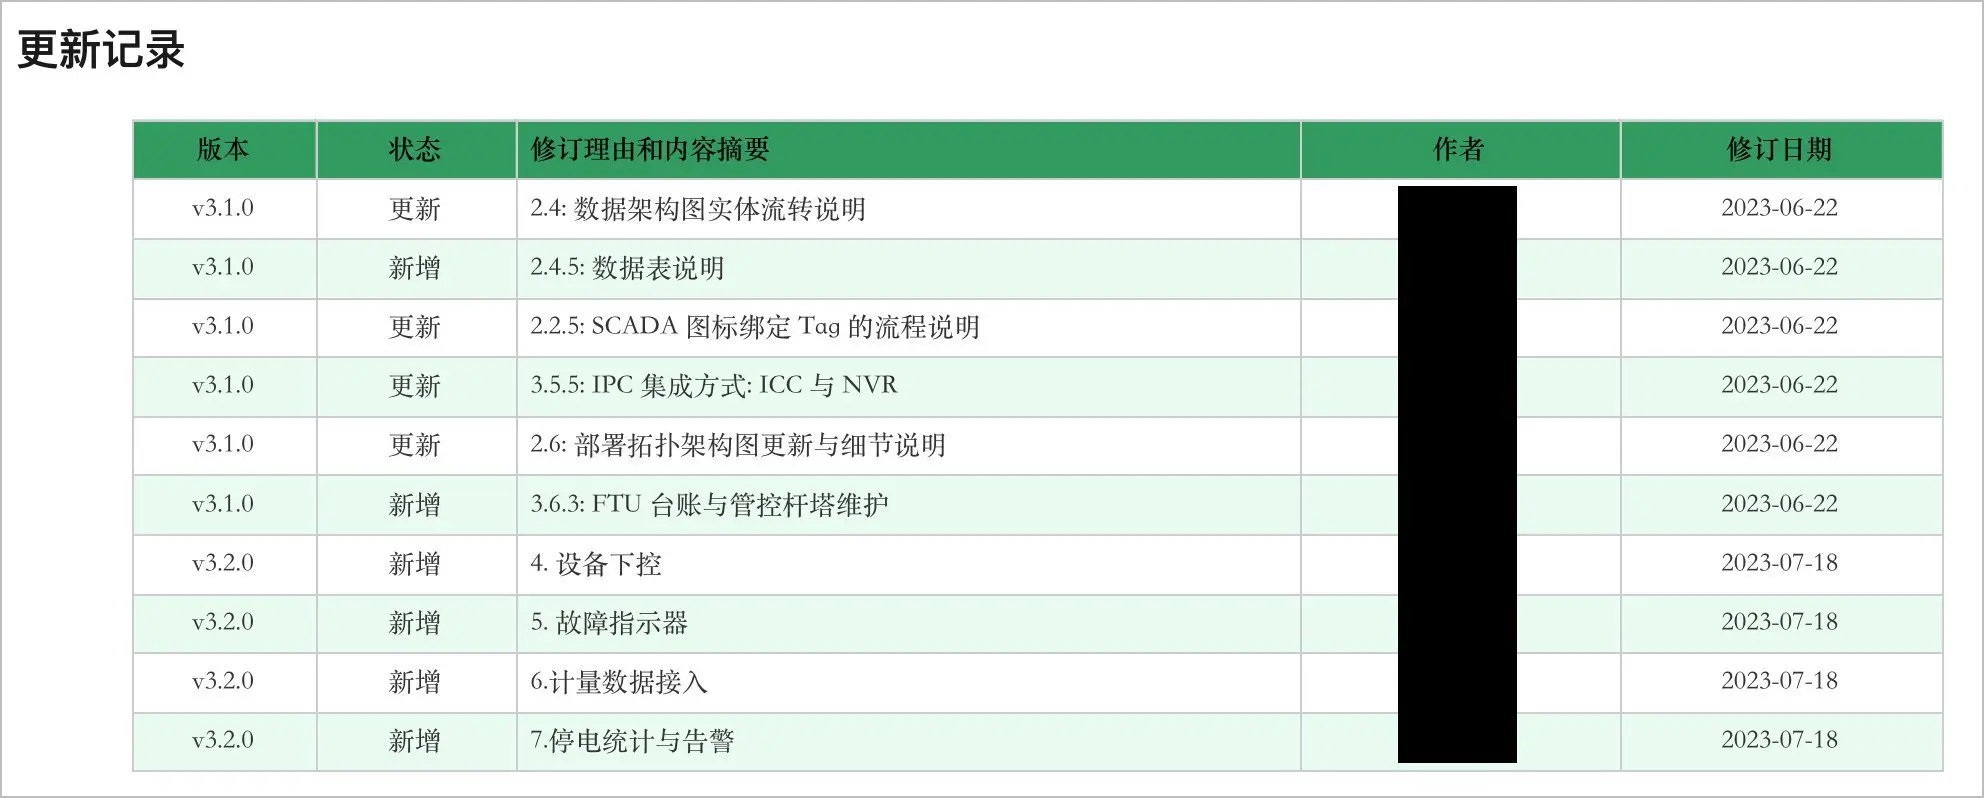 更新记录
版本 状态 修订理由和内容摘要 作者 修订日期
v3.1.0 更新 2.4: 数据架构图实体流转说明 2023-06-22
v3.1.0 新增 2.4.5: 数据表说明 2023-06-22
v3.1.0 更新 2.2.5: SCADA 图标绑定 Tag 的流程说明 2023-06-22
v3.1.0 更新 3.5.5: IPC 集成方式: ICC 与 NVR 2023-06-22
v3.1.0 更新 2.6: 部署拓扑架构图更新与细节说明 2023-06-22
v3.1.0 新增 3.6.3: FTU 台账与管控杆塔维护 2023-06-22
v3.2.0 新增 4. 设备下控 2023-07-18
v3.2.0 新增 5. 故障指示器 2023-07-18
v3.2.0 新增 6.计量数据接入 2023-07-18
v3.2.0 新增 7.停电统计与告警 2023-07-18